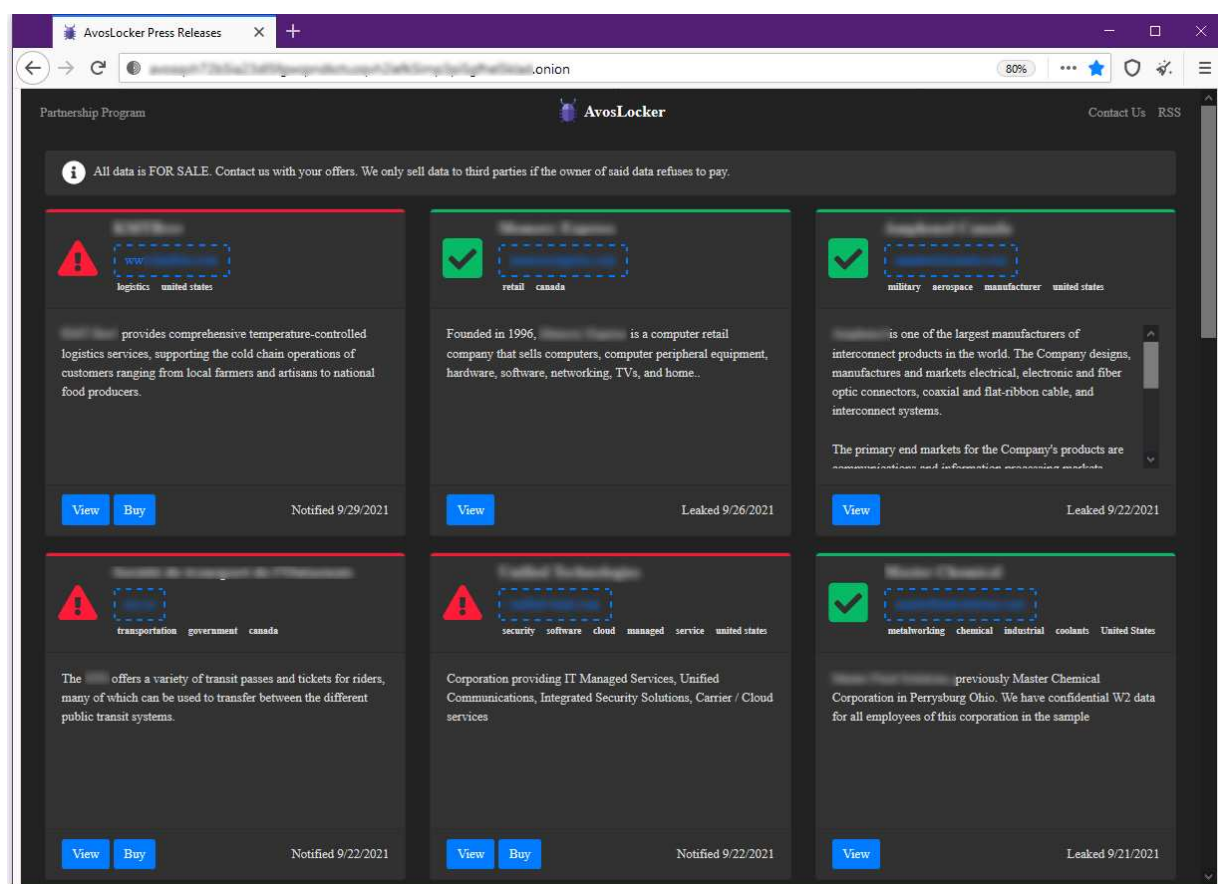 AvosLocker Press Releases
.onion
80%
Partnership Program
AvosLocker
Contact Us RSS
All data is FOR SALE. Contact us with your offers. We only sell data to third parties if the owner of said data refuses to pay.
ww
logistics united states
provides comprehensive temperature-controlled
logistics services, supporting the cold chain operations of
customers ranging from local farmers and artisans to national
food producers.
View Buy Notified 9/29/2021
retail canada
Founded in 1996, is a computer retail
company that sells computers, computer peripheral equipment,
hardware, software, networking, TVs, and home..
View Leaked 9/26/2021
military aerospace manufacturer united states
is one of the largest manufacturers of
interconnect products in the world. The Company designs,
manufactures and markets electrical, electronic and fiber
optic connectors, coaxial and flat-ribbon cable, and
interconnect systems.
The primary end markets for the Company's products are
communications and information processing markets
View Leaked 9/22/2021
transportation government canada
The offers a variety of transit passes and tickets for riders,
many of which can be used to transfer between the different
public transit systems.
View Buy Notified 9/22/2021
security software cloud managed service united states
Corporation providing IT Managed Services, Unified
Communications, Integrated Security Solutions, Carrier / Cloud
services
View Buy Notified 9/22/2021
metalworking chemical industrial coolants United States
previously Master Chemical
Corporation in Perrysburg Ohio. We have confidential W2 data
for all employees of this corporation in the sample
View Leaked 9/21/2021